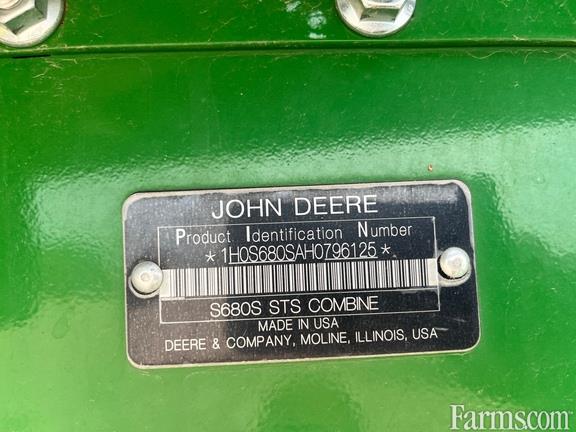 JOHN DEERE
Product Identification Number
*1H0S680SAH0796125*
S680S STS COMBINE
MADE IN USA
DEERE & COMPANY, MOLINE, ILLINOIS, USA
Farms.com